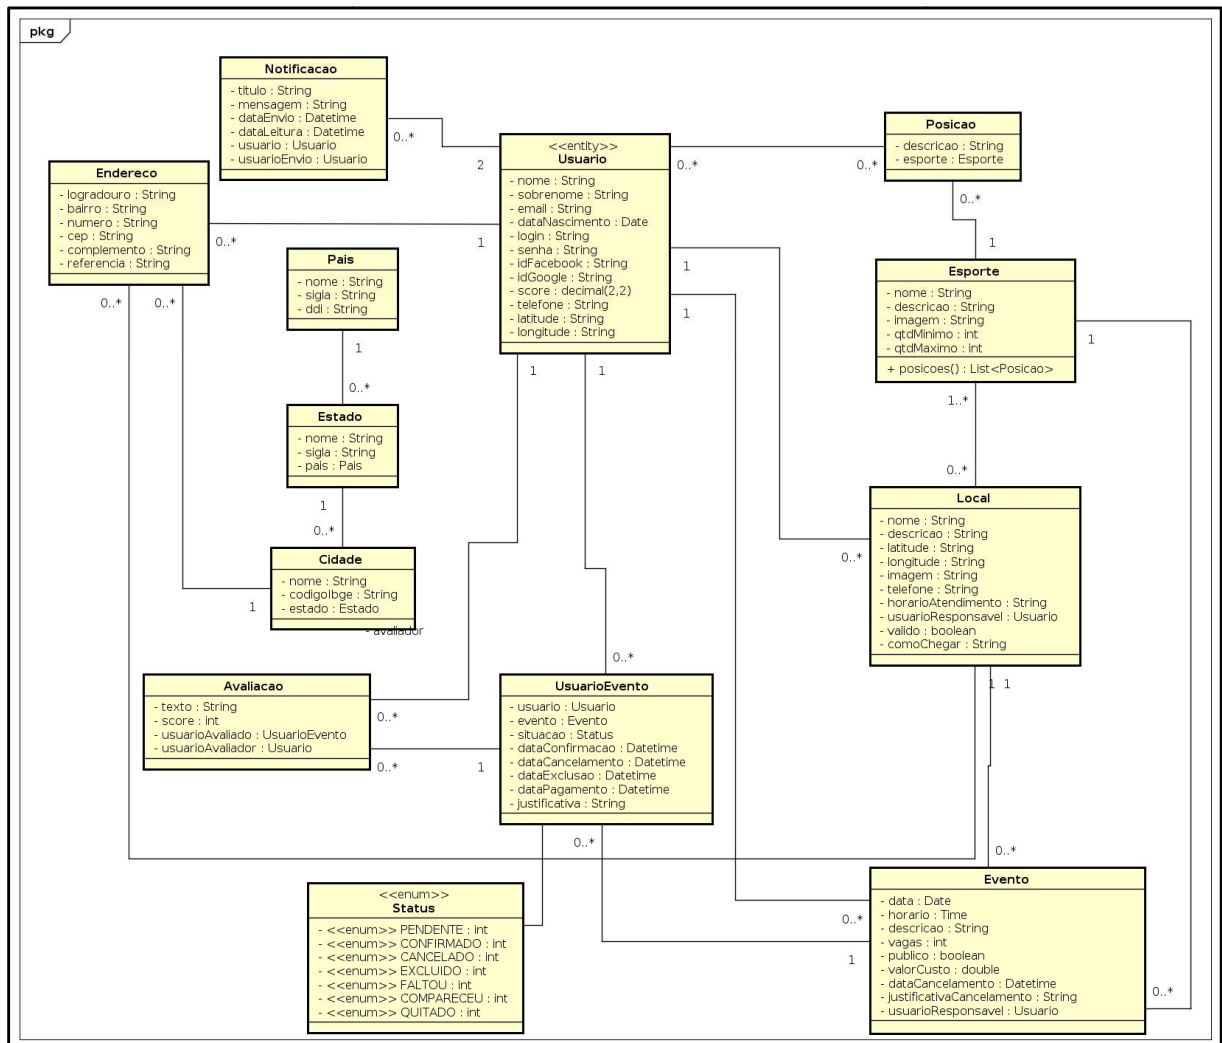 pkg
Notificacao
- titulo : String
- mensagem : String
- dataEnvio : Datetime
- dataLeitura : Datetime
- usuario : Usuario
- usuarioEnvio : Usuario
0..*
2
<<entity>>
Usuario
- nome : String
- sobrenome : String
- email : String
- dataNascimento : Date
- login : String
- senha : String
- idFacebook : String
- idGoogle : String
- score : decimal(2,2)
- telefone : String
- latitude : String
- longitude : String
0..*
0..*
Posicao
- descricao : String
- esporte : Esporte
0..*
1
Endereco
- logradouro : String
- bairro : String
- numero : String
- cep : String
- complemento : String
- referencia : String
0..*
1
0..*
0..*
Pais
- nome : String
- sigla : String
- ddi : String
1
0..*
Estado
- nome : String
- sigla : String
- pais : Pais
1
0..*
Cidade
- nome : String
- codigoIbge : String
- estado : Estado
1
- avaliador
1
1
1
1
Esporte
- nome : String
- descricao : String
- imagem : String
- qtdMinimo : int
- qtdMaximo : int
+ posicoes() : List<Posicao>
1
1..*
0..*
Local
- nome : String
- descricao : String
- latitude : String
- longitude : String
- imagem : String
- telefone : String
- horarioAtendimento : String
- usuarioResponsavel : Usuario
- valido : boolean
- comoChegar : String
0..*
1
1
Avaliacao
- texto : String
- score : int
- usuarioAvaliado : UsuarioEvento
- usuarioAvaliador : Usuario
0..*
0..*
1
0..*
UsuarioEvento
- usuario : Usuario
- evento : Evento
- situacao : Status
- dataConfirmacao : Datetime
- dataCancelamento : Datetime
- dataExclusao : Datetime
- dataPagamento : Datetime
- justificativa : String
0..*
<<enum>>
Status
- <<enum>> PENDENTE : int
- <<enum>> CONFIRMADO : int
- <<enum>> CANCELADO : int
- <<enum>> EXCLUIDO : int
- <<enum>> FALTOU : int
- <<enum>> COMPARECEU : int
- <<enum>> QUITADO : int
0..*
Evento
- data : Date
- horario : Time
- descricao : String
- vagas : int
- publico : boolean
- valorCusto : double
- dataCancelamento : Datetime
- justificativaCancelamento : String
- usuarioResponsavel : Usuario
0..*
1
0..*